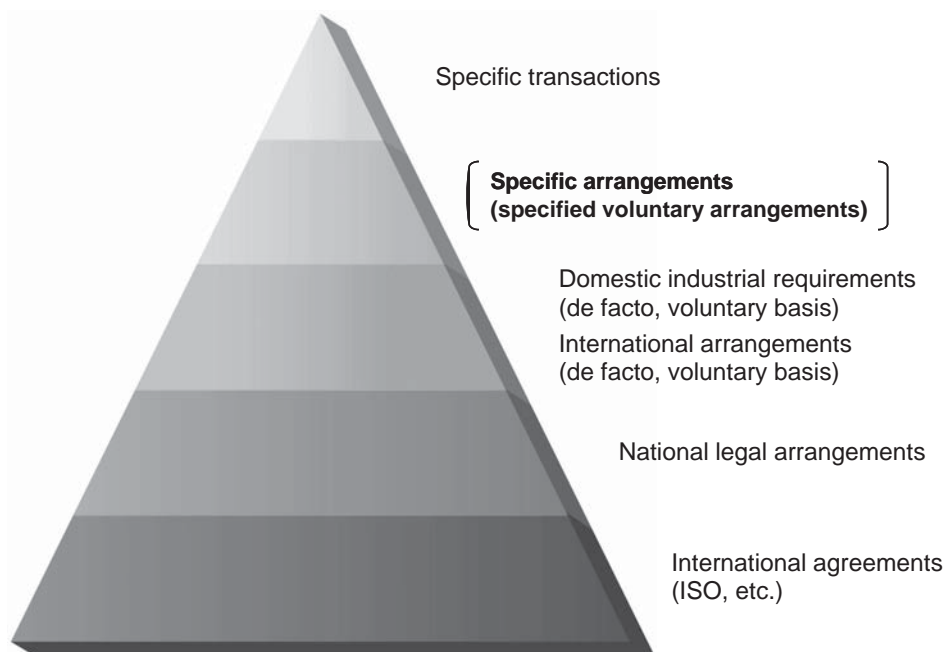 Specific transactions
Specific arrangements
(specified voluntary arrangements)
Domestic industrial requirements
(de facto, voluntary basis)
International arrangements
(de facto, voluntary basis)
National legal arrangements
International agreements
(ISO, etc.)